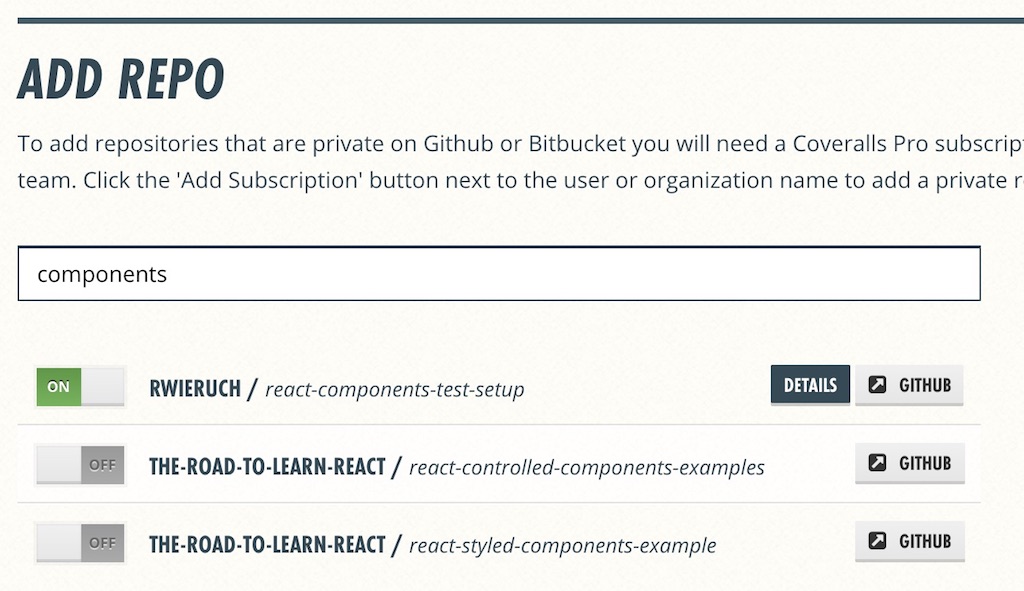 ADD REPO
To add repositories that are private on Github or Bitbucket you will need a Coveralls Pro
team. Click the 'Add Subscription' button next to the user or organization name to add a private
components
ON RWIERUCH / react-components-test-setup DETAILS GITHUB
OFF THE-ROAD-TO-LEARN-REACT / react-controlled-components-examples GITHUB
OFF THE-ROAD-TO-LEARN-REACT / react-styled-components-example GITHUB